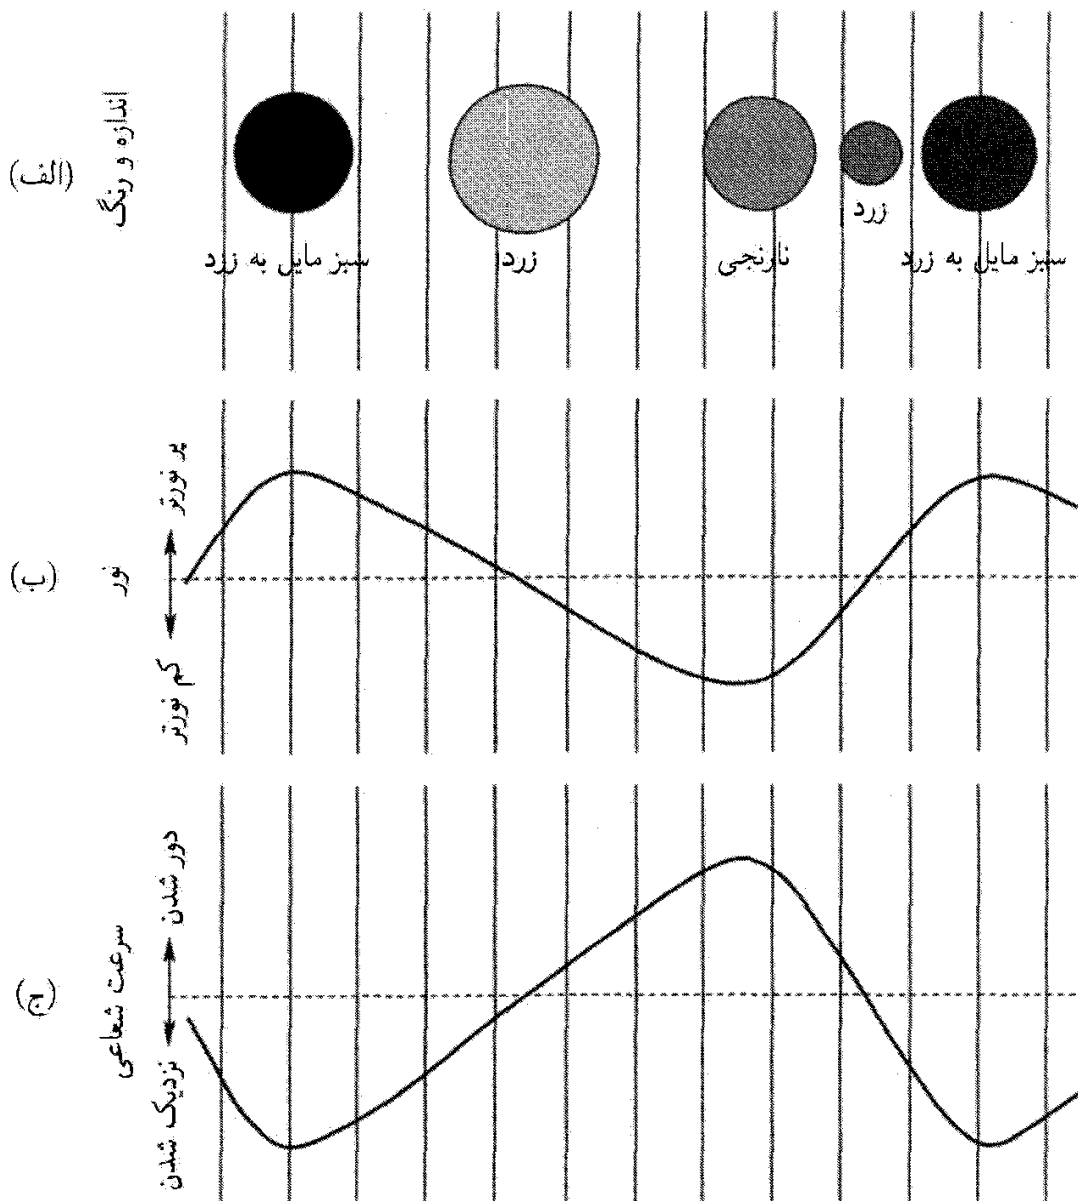 (الف)
اندازه و رنگ
سبز مایل به زرد
زرد
نارنجی
زرد
سبز مایل به زرد
(ب)
نور
پر نورتر
کم نورتر
(ج)
سرعت شعاعی
دور شدن
نزدیک شدن